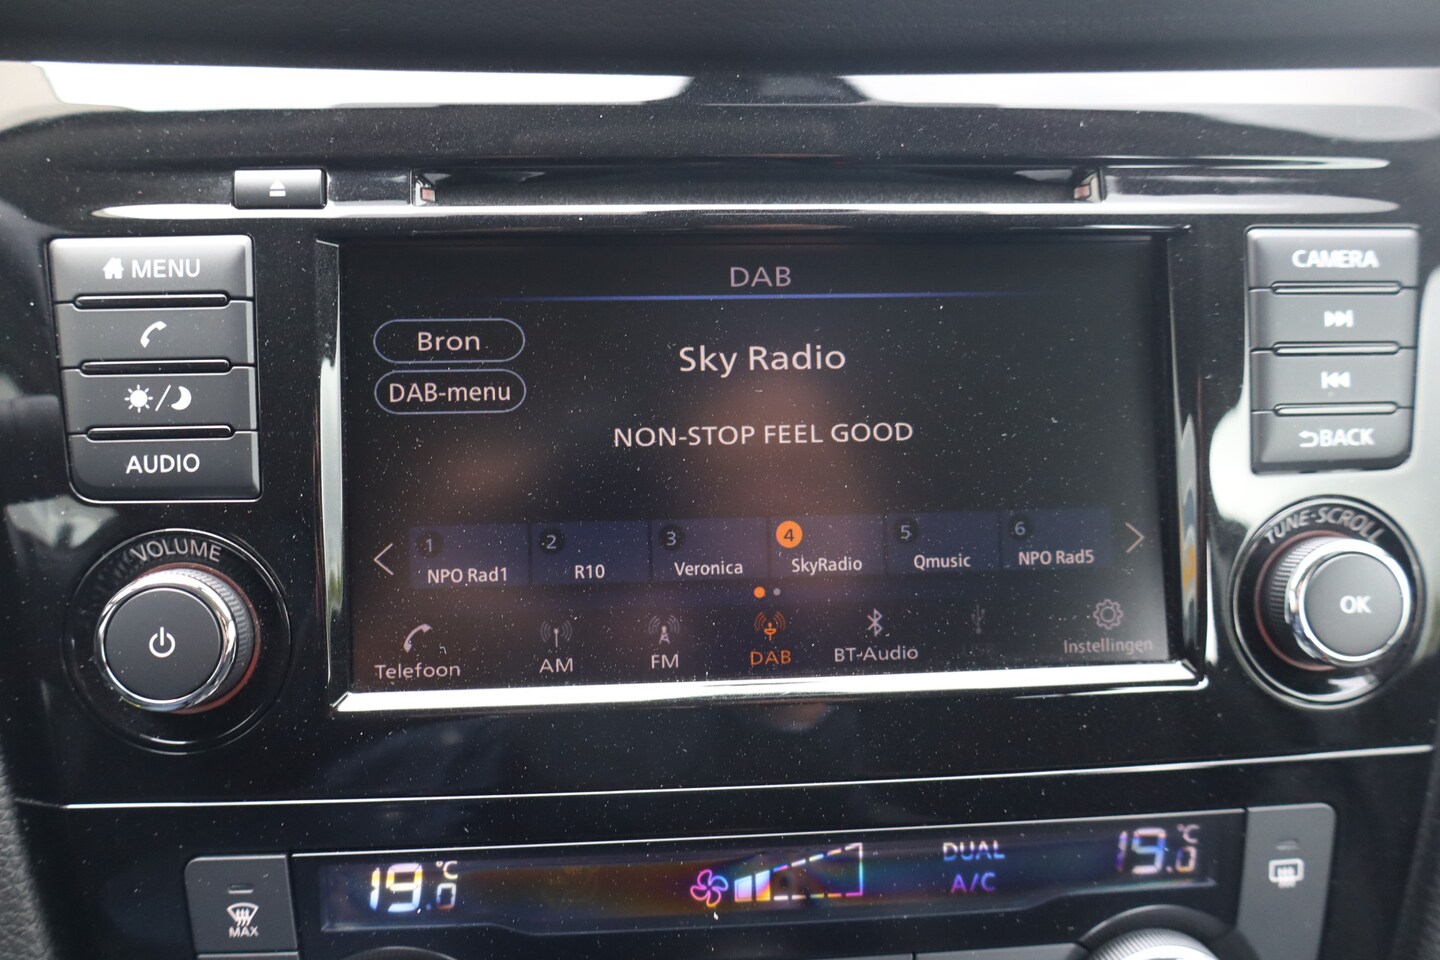 MENU
AUDIO
VOLUME
DAB
Bron
DAB-menu
Sky Radio
NON-STOP FEEL GOOD
1 2 3 4 5 6
NPO Rad1 R10 Veronica SkyRadio Qmusic NPO Rad5
Telefoon AM FM DAB BT-Audio Instellingen
CAMERA
BACK
TUNE-SCROLL
OK
19.0 °C
DUAL
A/C
19.0 °C
MAX